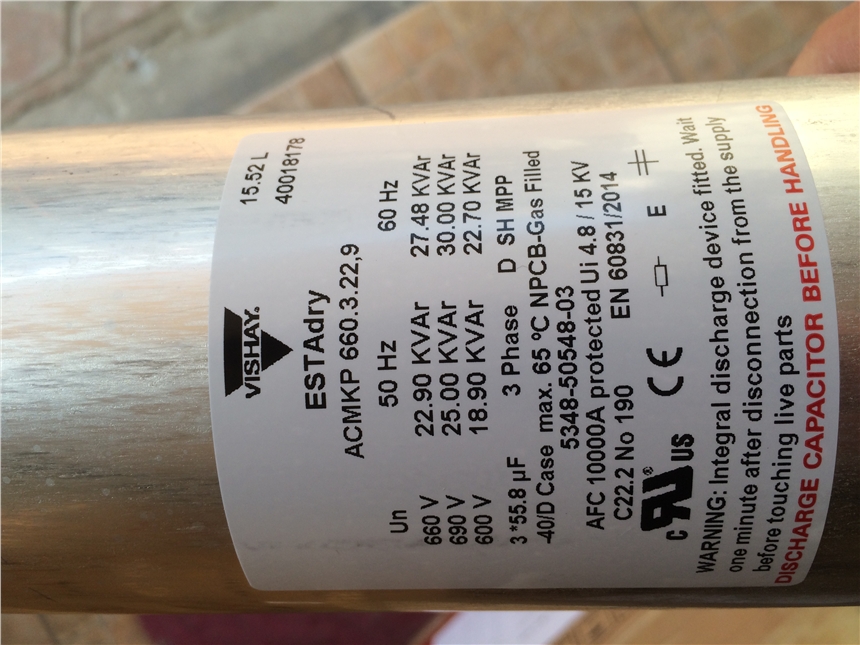 15.52 L
40018178
VISHAY.
ESTAdry
ACMKP 660.3.22,9
Un 50 Hz 60 Hz
660 V 22.90 KVAr 27.48 KVAr
690 V 25.00 KVAr 30.00 KVAr
600 V 18.90 KVAr 22.70 KVAr
3 *55.8 µF 3 Phase D SH MPP
-40/D Case max. 65 ºC NPCB-Gas Filled
5348-50548-03
AFC 10000A protected Ui 4.8 / 15 KV
C22.2 No 190 EN 60831/2014
c RU ® US CE E
WARNING: Integral discharge device fitted. Wait
one minute after disconnection from the supply
before touching live parts
DISCHARGE CAPACITOR BEFORE HANDLING